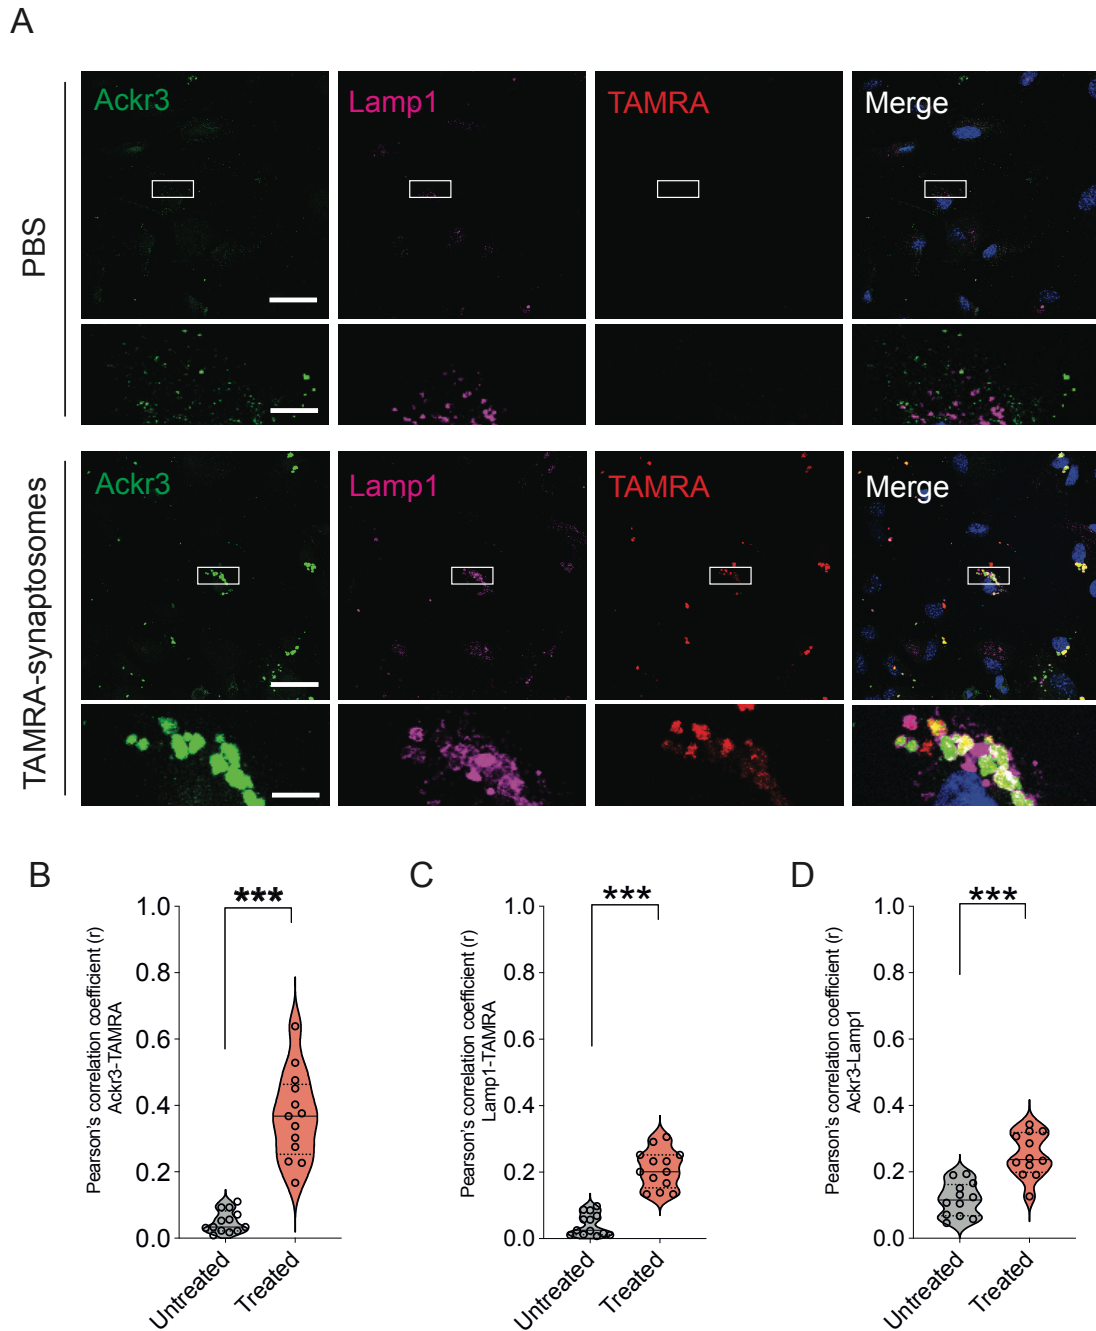 A
PBS
Ackr3 Lamp1 TAMRA Merge
TAMRA-synaptosomes
Ackr3 Lamp1 TAMRA Merge
B
***
Pearson's correlation coefficient (r)
Ackr3-TAMRA
1.0
0.8
0.6
0.4
0.2
0.0
Untreated
Treated
C
***
Pearson's correlation coefficient (r)
Lamp1-TAMRA
1.0
0.8
0.6
0.4
0.2
0.0
Untreated
Treated
D
***
Pearson's correlation coefficient (r)
Ackr3-Lamp1
1.0
0.8
0.6
0.4
0.2
0.0
Untreated
Treated